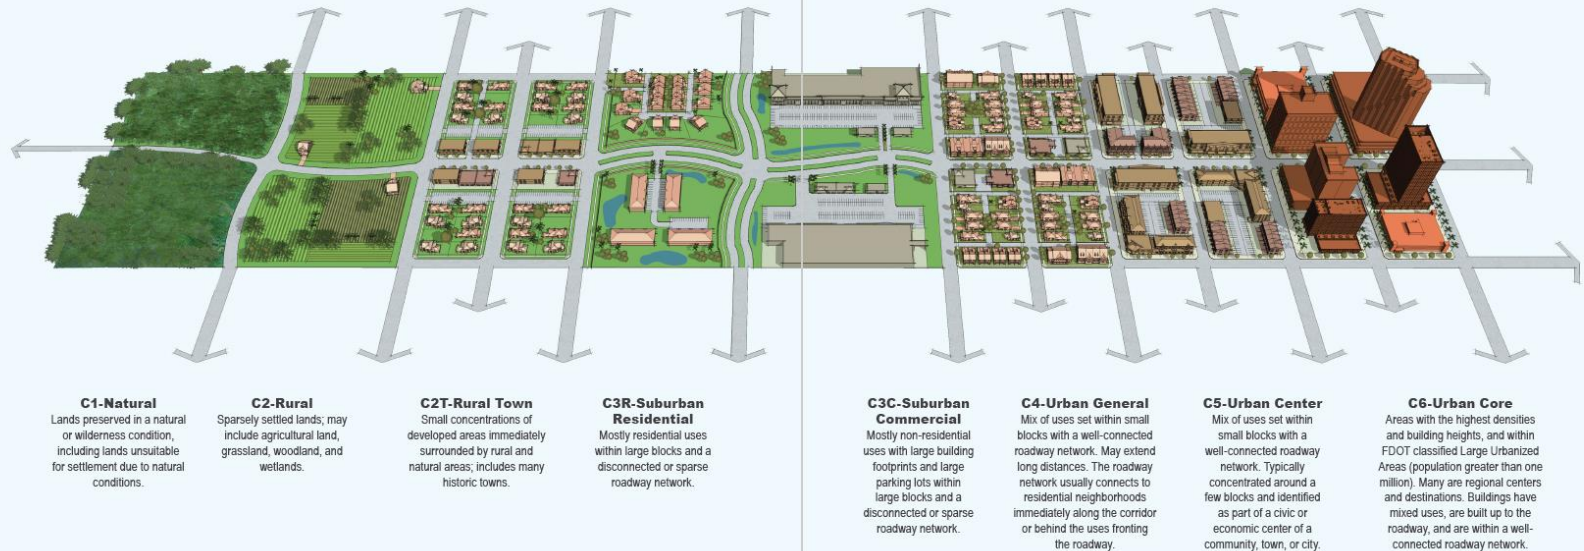 C1-Natural
Lands preserved in a natural
or wilderness condition,
including lands unsuitable
for settlement due to natural
conditions.
C2-Rural
Sparsely settled lands; may
include agricultural land,
grassland, woodland, and
wetlands.
C2T-Rural Town
Small concentrations of
developed areas immediately
surrounded by rural and
natural areas; includes many
historic towns.
C3R-Suburban
Residential
Mostly residential uses
within large blocks and a
disconnected or sparse
roadway network.
C3C-Suburban
Commercial
Mostly non-residential
uses with large building
footprints and large
parking lots within
large blocks and a
disconnected or sparse
roadway network.
C4-Urban General
Mix of uses set within small
blocks with a well-connected
roadway network. May extend
long distances. The roadway
network usually connects to
residential neighborhoods
immediately along the corridor
or behind the uses fronting
the roadway.
C5-Urban Center
Mix of uses set within
small blocks with a
well-connected roadway
network. Typically
concentrated around a
few blocks and identified
as part of a civic or
economic center of a
community, town, or city.
C6-Urban Core
Areas with the highest densities
and building heights, and within
FDOT classified Large Urbanized
Areas (population greater than one
million). Many are regional centers
and destinations. Buildings have
mixed uses, are built up to the
roadway, and are within a well-
connected roadway network.